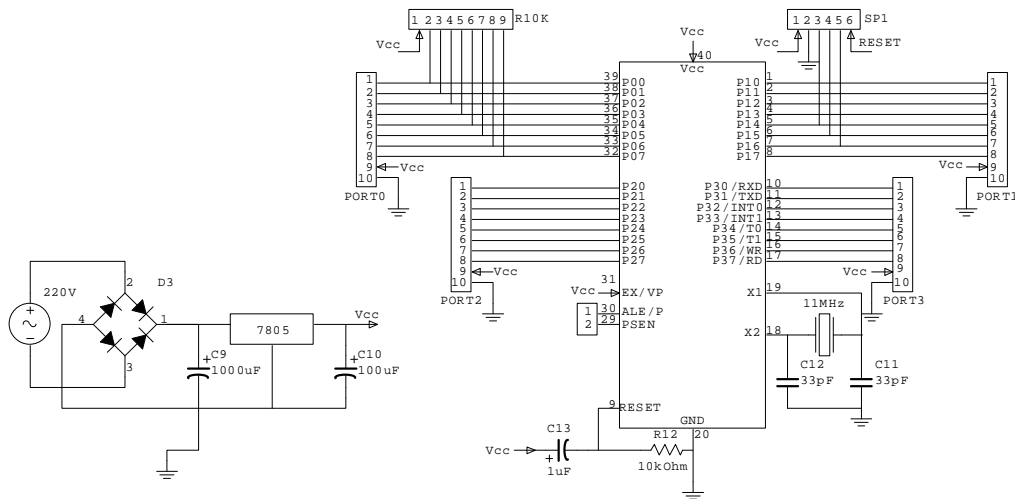 1 2 3 4 5 6 7 8 9 R10K
Vcc
1 2 3 4 5 6 SP1
Vcc RESET
Vcc
40
Vcc
1 39 P00 P10 1 1
2 38 P01 P11 2 2
3 37 P02 P12 3 3
4 36 P03 P13 4 4
5 35 P04 P14 5 5
6 34 P05 P15 6 6
7 33 P06 P16 7 7
8 32 P07 P17 8 8
9 Vcc Vcc 9
10 10
PORT0 PORT1
1 P20 P30/RXD 10 1
2 P21 P31/TXD 11 2
3 P22 P32/INT0 12 3
4 P23 P33/INT1 13 4
5 P24 P34/T0 14 5
6 P25 P35/T1 15 6
7 P26 P36/WR 16 7
8 P27 P37/RD 17 8
9 Vcc Vcc 9
10 10
PORT2 PORT3
31
Vcc EX/VP
X1 19
1 30 ALE/P
2 29 PSEN
11MHz
X2 18
C12 C11
33pF 33pF
220V
D3
2
4 1
3
+
~
−
7805
Vcc
+ C9
1000uF
+ C10
100uF
9 RESET
GND
20
C13
Vcc
+
1uF
R12
10kOhm